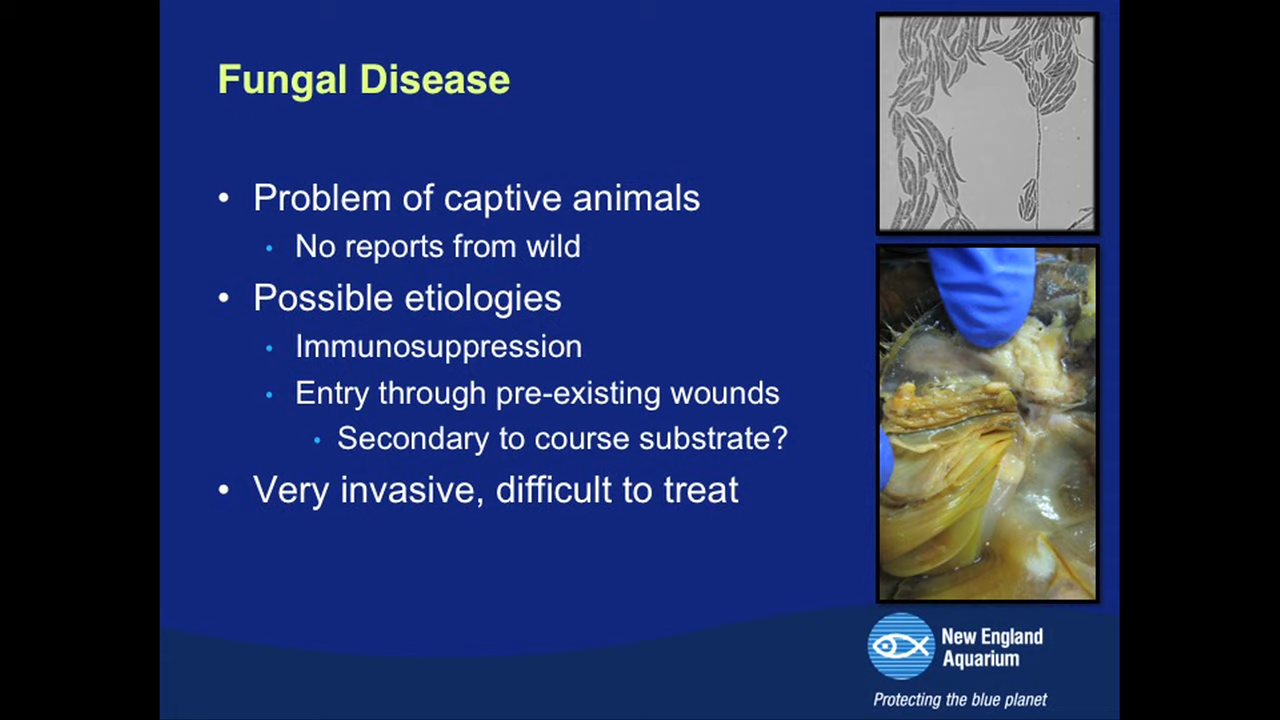 Fungal Disease
• Problem of captive animals
• No reports from wild
• Possible etiologies
• Immunosuppression
• Entry through pre-existing wounds
• Secondary to course substrate?
• Very invasive, difficult to treat
New England
Aquarium
Protecting the blue planet